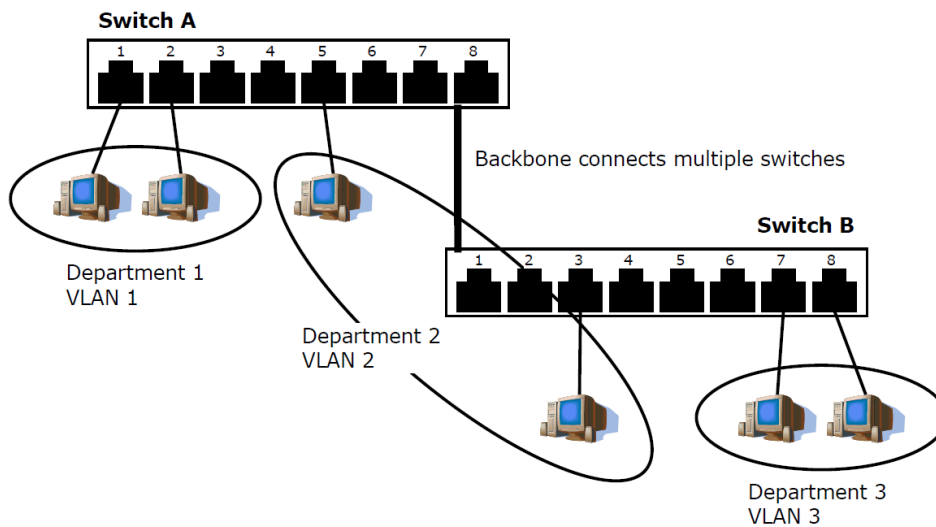 Switch A
1 2 3 4 5 6 7 8
Backbone connects multiple switches
Switch B
1 2 3 4 5 6 7 8
Department 1
VLAN 1
Department 2
VLAN 2
Department 3
VLAN 3